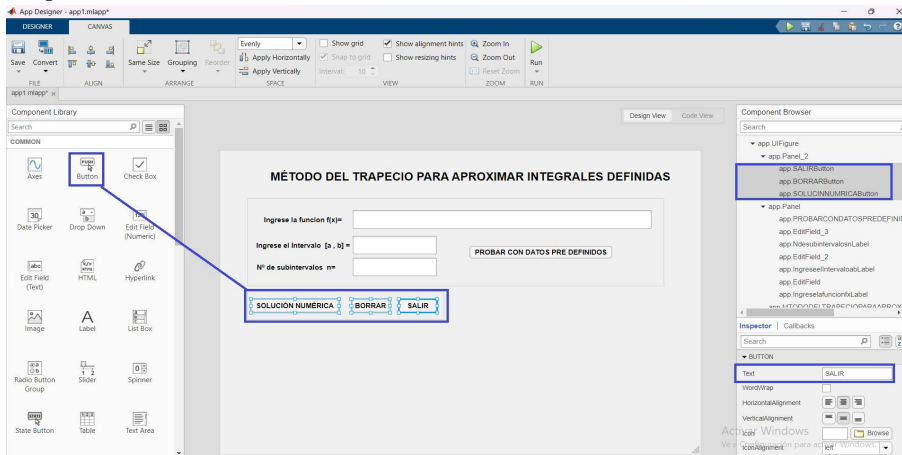 App Designer - app1.mlapp*
DESIGNER CANVAS
Save Convert
Same Size Grouping Reorder
Evenly
Apply Horizontally
Apply Vertically
Interval: 10
Show grid
Snap to grid
Show alignment hints
Show resizing hints
Zoom In
Zoom Out
Reset Zoom
Run
FILE ALIGN ARRANGE SPACE VIEW ZOOM RUN
app1.mlapp* ×
Component Library
Search
COMMON
Axes Button Check Box
Date Picker Drop Down Edit Field
(Numeric)
Edit Field
(Text)
HTML Hyperlink
Image Label List Box
Radio Button
Group
Slider Spinner
State Button Table Text Area
Design View Code View
MÉTODO DEL TRAPECIO PARA APROXIMAR INTEGRALES DEFINIDAS
Ingrese la funcion f(x)=
Ingrese el Intervalo [a , b] =
Nº de subintervalos n=
PROBAR CON DATOS PRE DEFINIDOS
SOLUCIÓN NUMÉRICA BORRAR SALIR
Component Browser
Search
app.UIFigure
app.Panel_2
app.SALIRButton
app.BORRARButton
app.SOLUCINNUMRICAButton
app.Panel
app.PROBARCONDATOSPREDEFINI
app.EditField_3
app.NdesubintervalosnLabel
app.EditField_2
app.IngreseelIntervaloabLabel
app.EditField
app.IngreselafuncionfxLabel
Inspector | Callbacks
Search
BUTTON
Text SALIR
WordWrap
HorizontalAlignment
VerticalAlignment
Icon Browse
IconAlignment left
Activar Windows